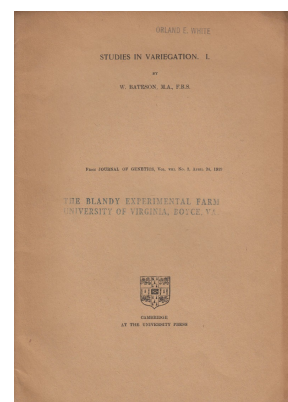 ORLAND E. WHITE
STUDIES IN VARIEGATION. I.
BY
W. BATESON, M.A., F.R.S.
FROM JOURNAL OF GENETICS, VOL. VIII. No. 2, APRIL 30, 1919
THE BLANDY EXPERIMENTAL FARM
UNIVERSITY OF VIRGINIA, BOYCE, VA.
CAMBRIDGE
AT THE UNIVERSITY PRESS